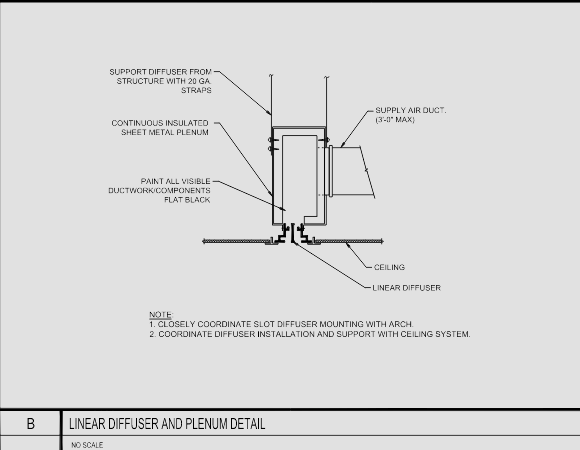 SUPPORT DIFFUSER FROM
STRUCTURE WITH 20 GA.
STRAPS
SUPPLY AIR DUCT.
(3'-0" MAX)
CONTINUOUS INSULATED
SHEET METAL PLENUM
PAINT ALL VISIBLE
DUCTWORK/COMPONENTS
FLAT BLACK
CEILING
LINEAR DIFFUSER
NOTE:
1. CLOSELY COORDINATE SLOT DIFFUSER MOUNTING WITH ARCH.
2. COORDINATE DIFFUSER INSTALLATION AND SUPPORT WITH CEILING SYSTEM.
B LINEAR DIFFUSER AND PLENUM DETAIL
NO SCALE